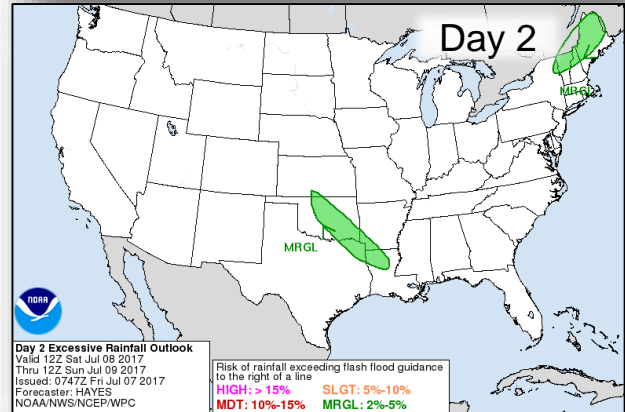 Day 2
MRGL
MRGL
NOAA
Day 2 Excessive Rainfall Outlook
Valid 12Z Sat Jul 08 2017
Thru 12Z Sun Jul 09 2017
Issued: 0747Z Fri Jul 07 2017
Forecaster: HAYES
NOAA/NWS/NCEP/WPC
Risk of rainfall exceeding flash flood guidance
to the right of a line
HIGH: > 15% SLGT: 5%-10%
MDT: 10%-15% MRGL: 2%-5%